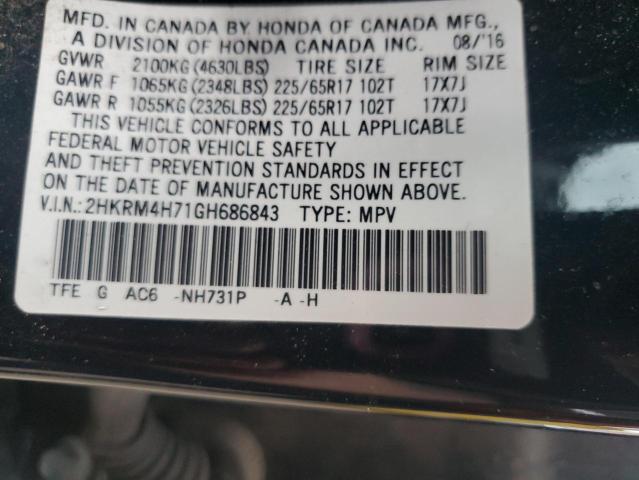 MFD. IN CANADA BY HONDA OF CANADA MFG.,
A DIVISION OF HONDA CANADA INC. 08/'16
GVWR 2100KG(4630LBS) TIRE SIZE RIM SIZE
GAWR F 1065KG(2348LBS) 225/65R17 102T 17X7J
GAWR R 1055KG(2326LBS) 225/65R17 102T 17X7J
THIS VEHICLE CONFORMS TO ALL APPLICABLE
FEDERAL MOTOR VEHICLE SAFETY
AND THEFT PREVENTION STANDARDS IN EFFECT
ON THE DATE OF MANUFACTURE SHOWN ABOVE.
V.I.N.:2HKRM4H71GH686843 TYPE: MPV
TFE G AC6 -NH731P -A -H